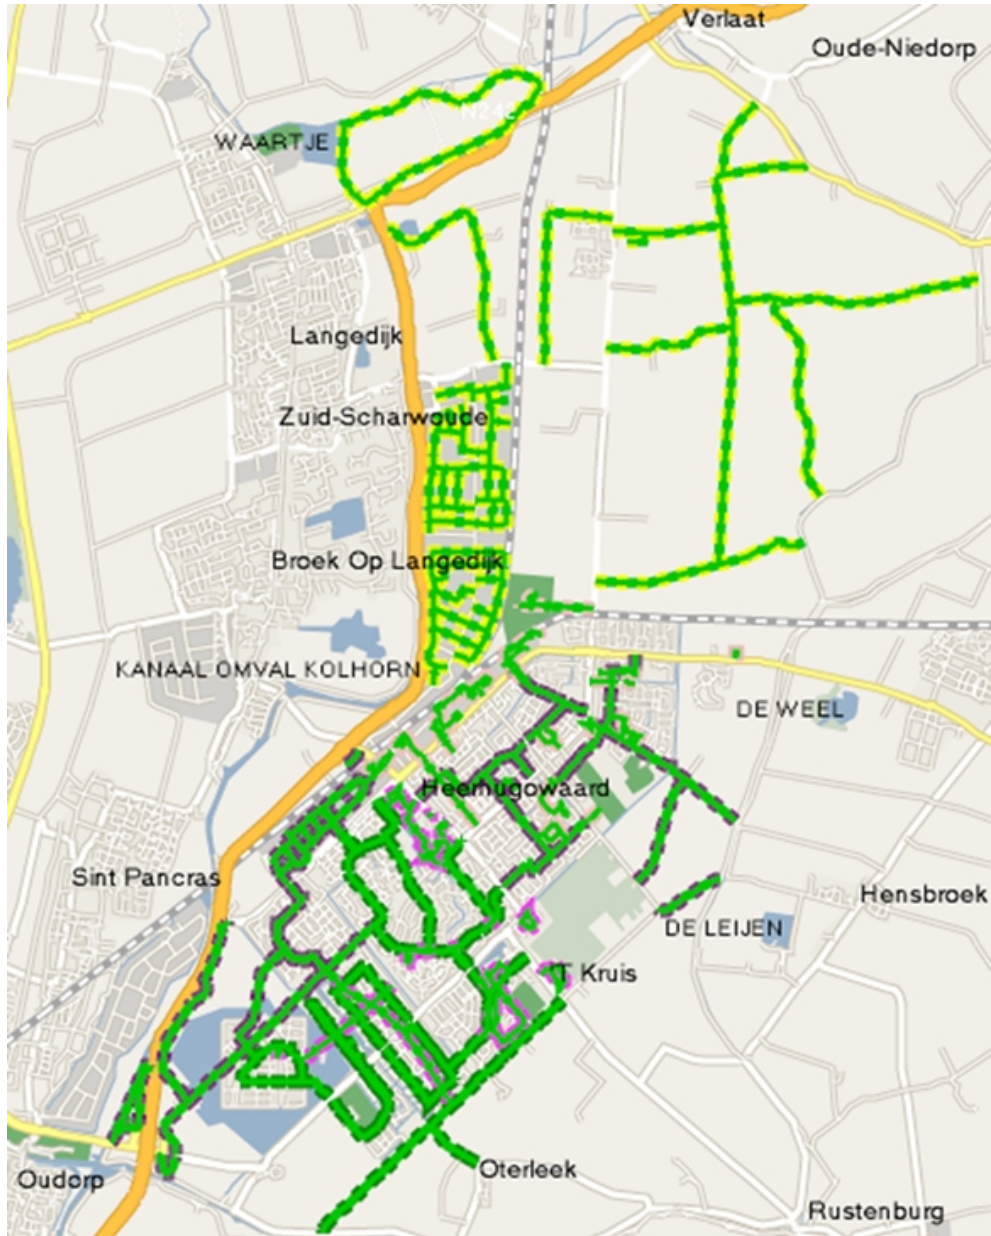 Verlaat
Oude-Niedorp
N242
WAARTJE
Langedijk
Zuid-Scharwoude
Broek Op Langedijk
KANAAL OMVAL KOLHORN
DE WEEL
Heerhugowaard
Sint Pancras
Hensbroek
DE LEIJEN
'T Kruis
Oterleek
Oudorp
Rustenburg